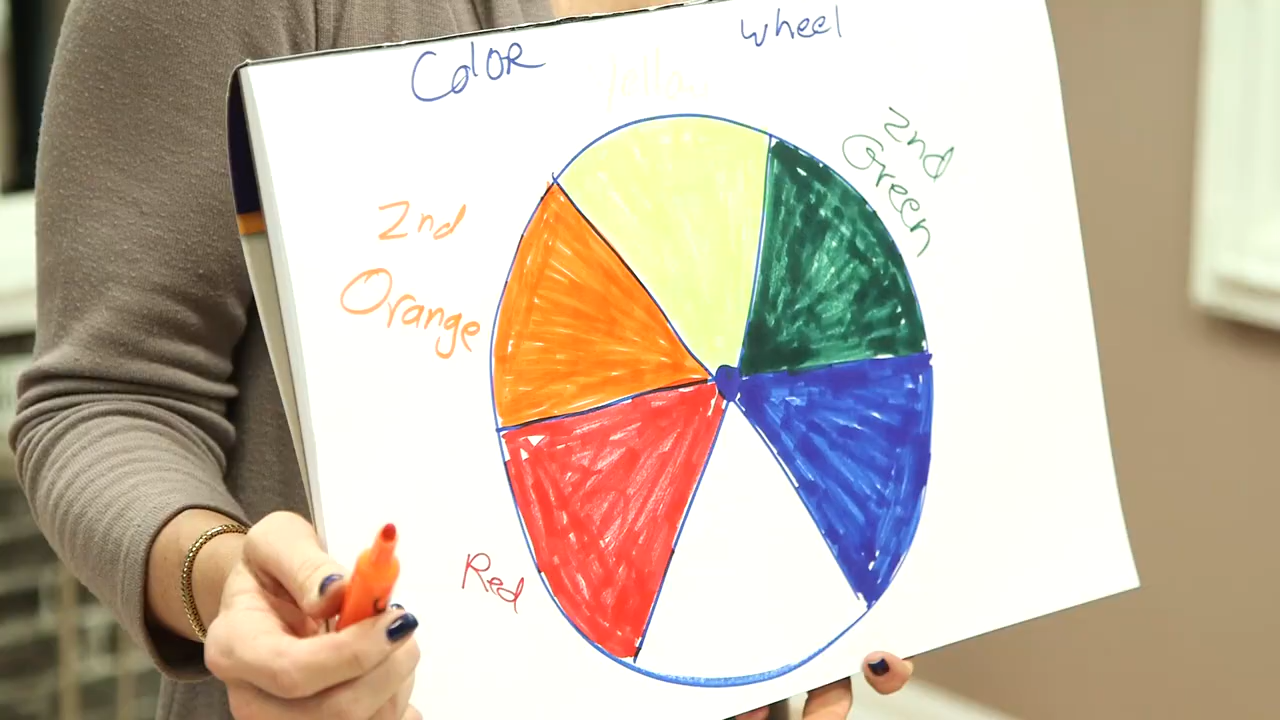 Color Wheel
Yellow
2nd
Green
2nd
Orange
Red